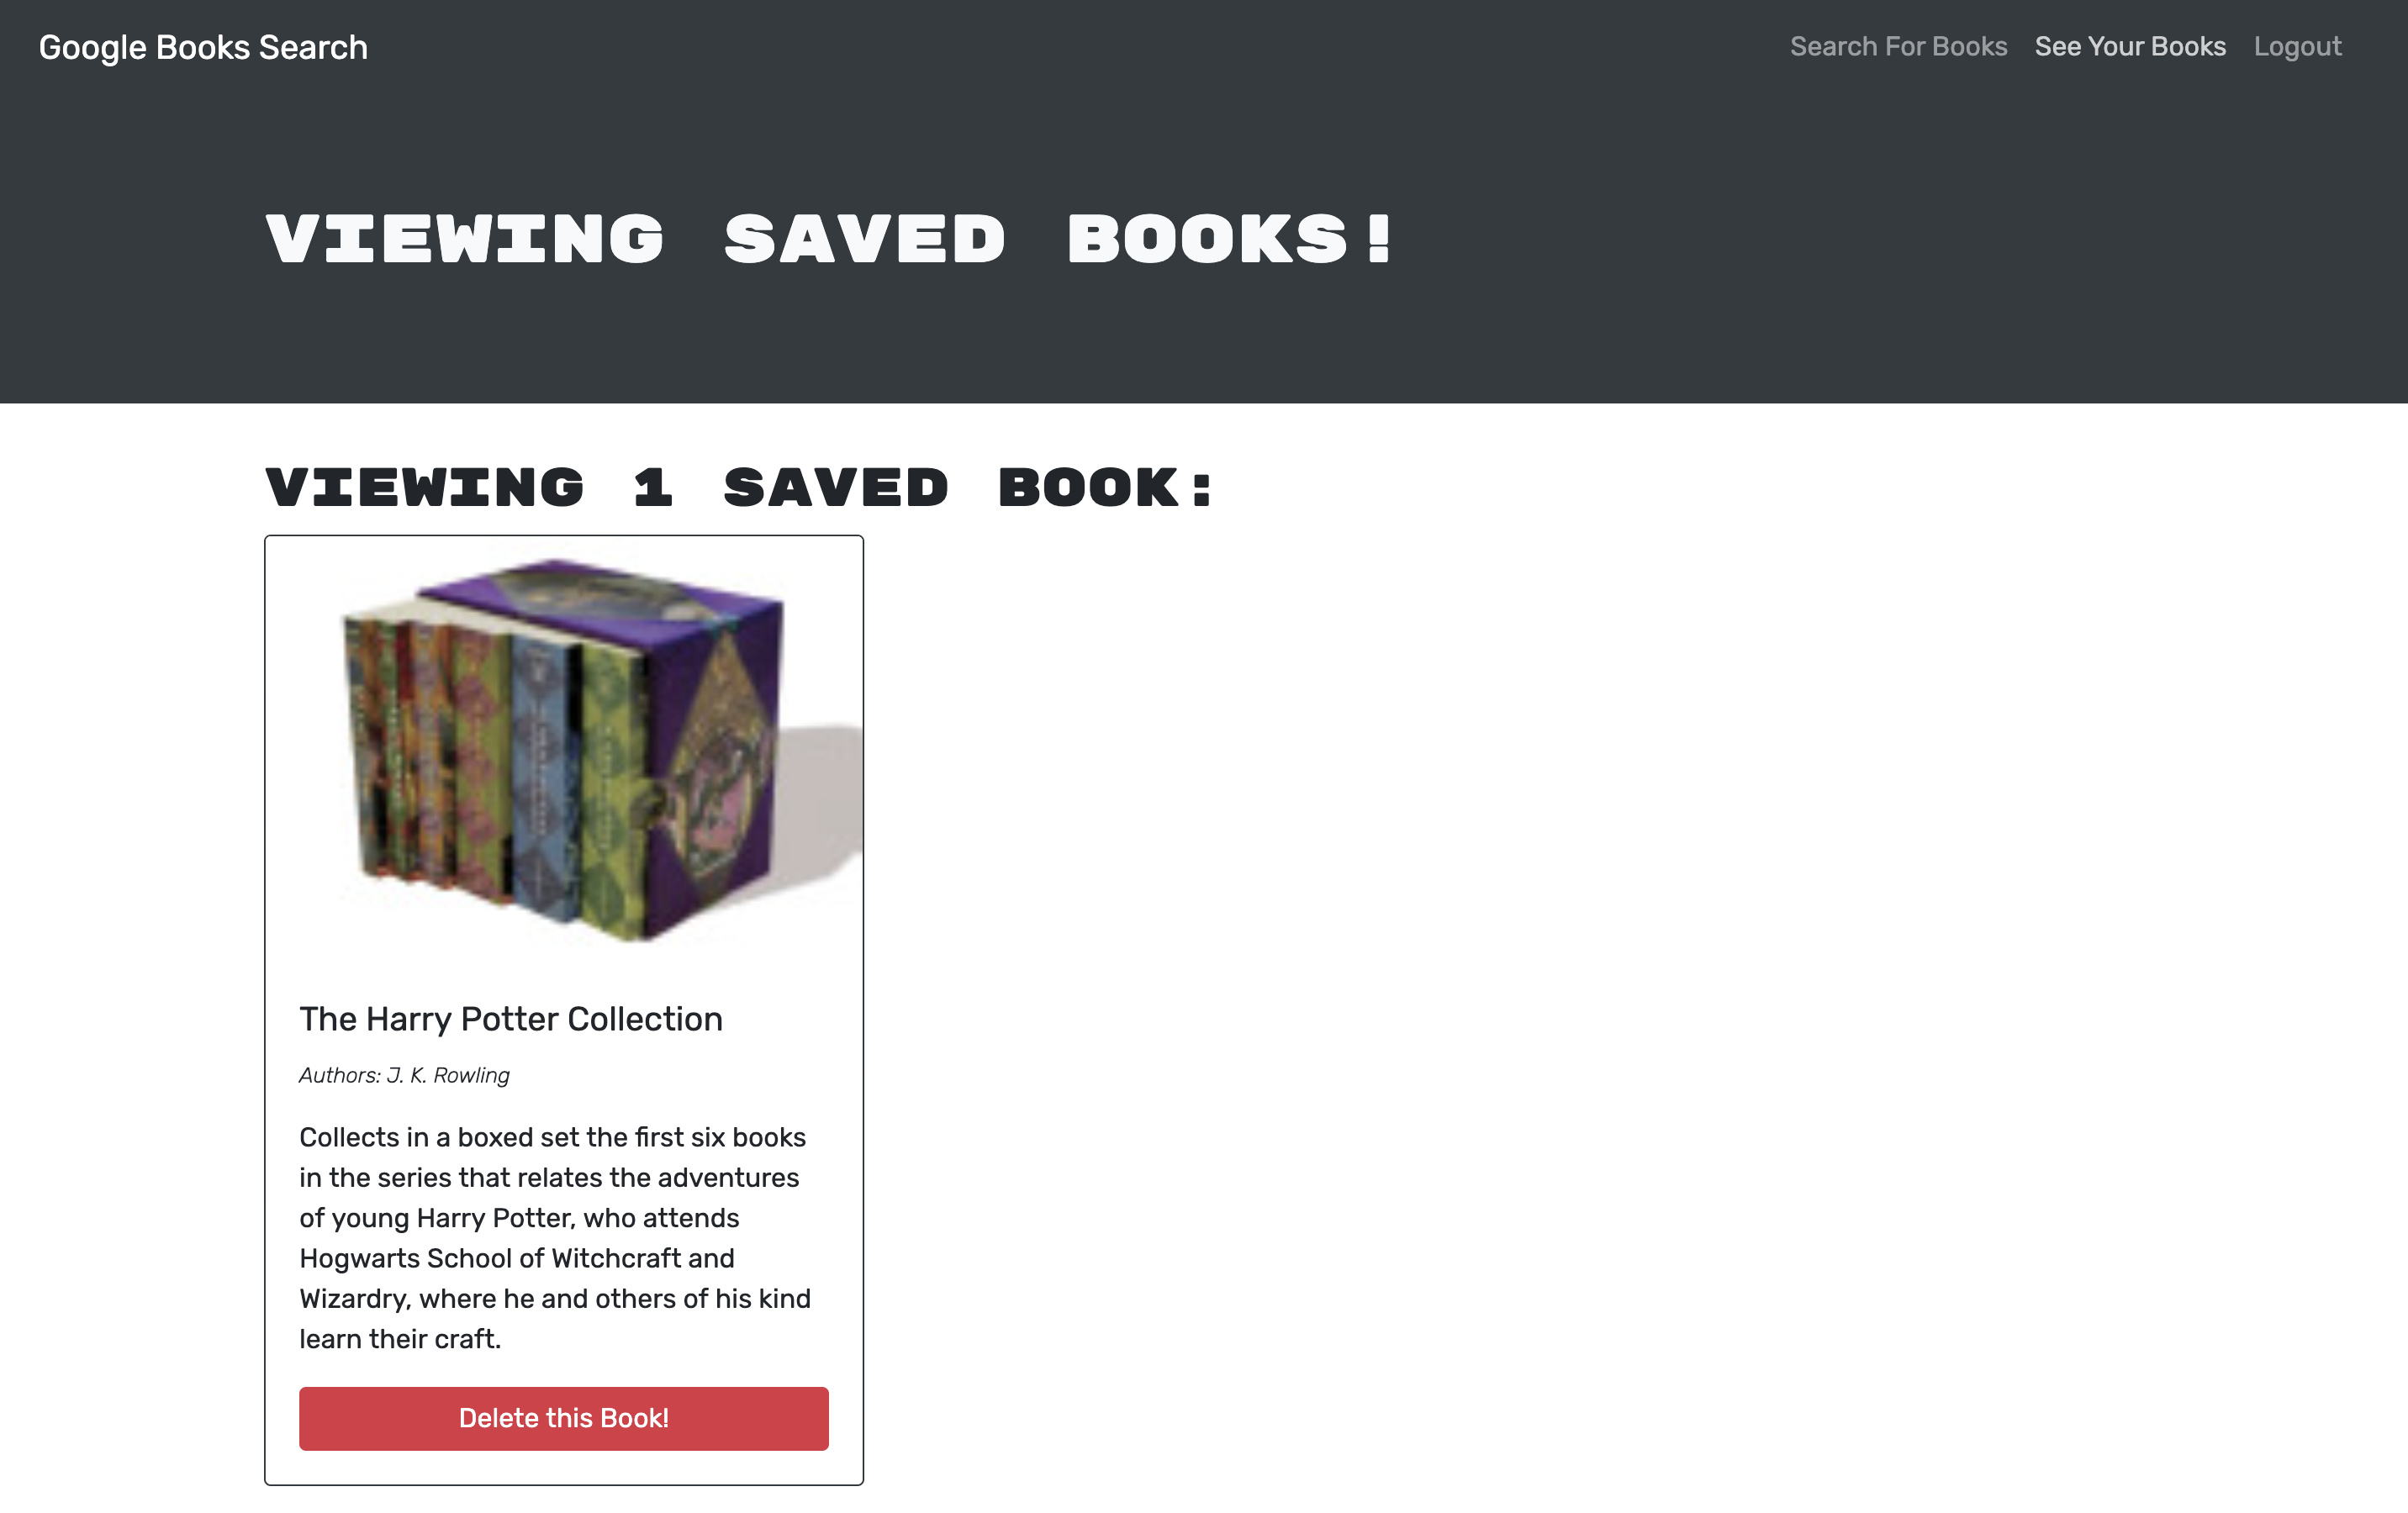 Google Books Search
Search For Books See Your Books Logout
VIEWING SAVED BOOKS!
VIEWING 1 SAVED BOOK:
The Harry Potter Collection
Authors: J. K. Rowling
Collects in a boxed set the first six books
in the series that relates the adventures
of young Harry Potter, who attends
Hogwarts School of Witchcraft and
Wizardry, where he and others of his kind
learn their craft.
Delete this Book!